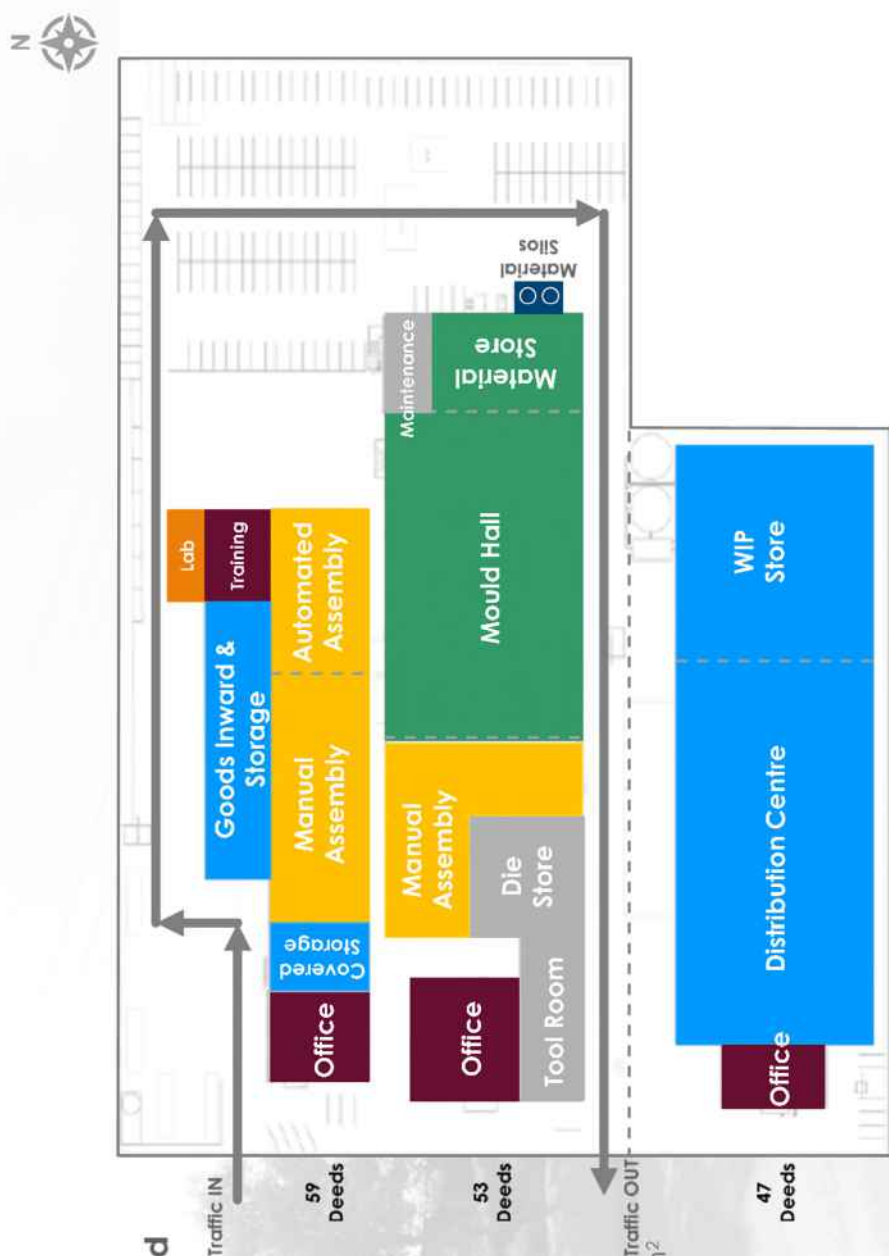 N
Lab
Training
Goods Inward &
Storage
Automated
Assembly
Manual
Assembly
Covered
Storage
Office
Maintenance
Material
Store
Material
Silos
Mould Hall
Manual
Assembly
Die
Store
Tool Room
Office
WIP
Store
Distribution Centre
Office
Traffic IN
59
Deeds
53
Deeds
Traffic OUT
47
Deeds